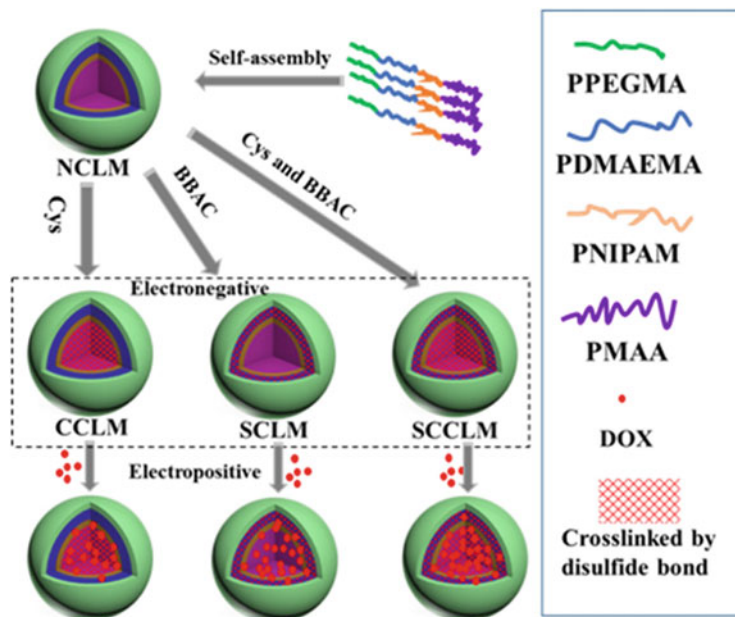 Self-assembly
NCLM
Cys
BBAC
Cys and BBAC
Electronegative
CCLM
SCLM
SCCLM
Electropositive
PPEGMA
PDMAEMA
PNIPAM
PMAA
DOX
Crosslinked by
disulfide bond